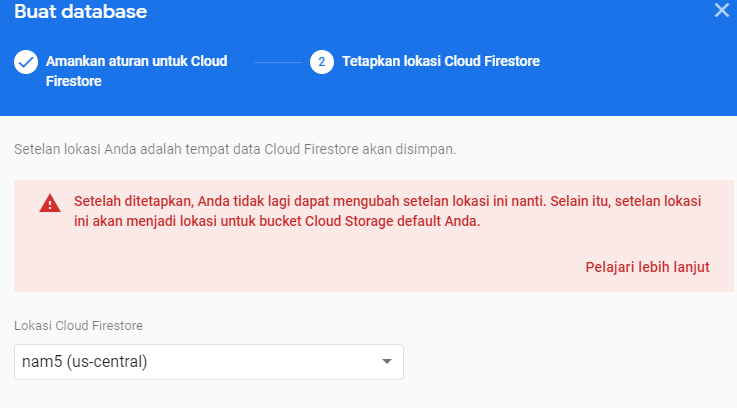 Buat database
Amankan aturan untuk Cloud
Firestore
2
Tetapkan lokasi Cloud Firestore
Setelan lokasi Anda adalah tempat data Cloud Firestore akan disimpan.
Setelah ditetapkan, Anda tidak lagi dapat mengubah setelan lokasi ini nanti. Selain itu, setelan lokasi
ini akan menjadi lokasi untuk bucket Cloud Storage default Anda.
Pelajari lebih lanjut
Lokasi Cloud Firestore
nam5 (us-central)